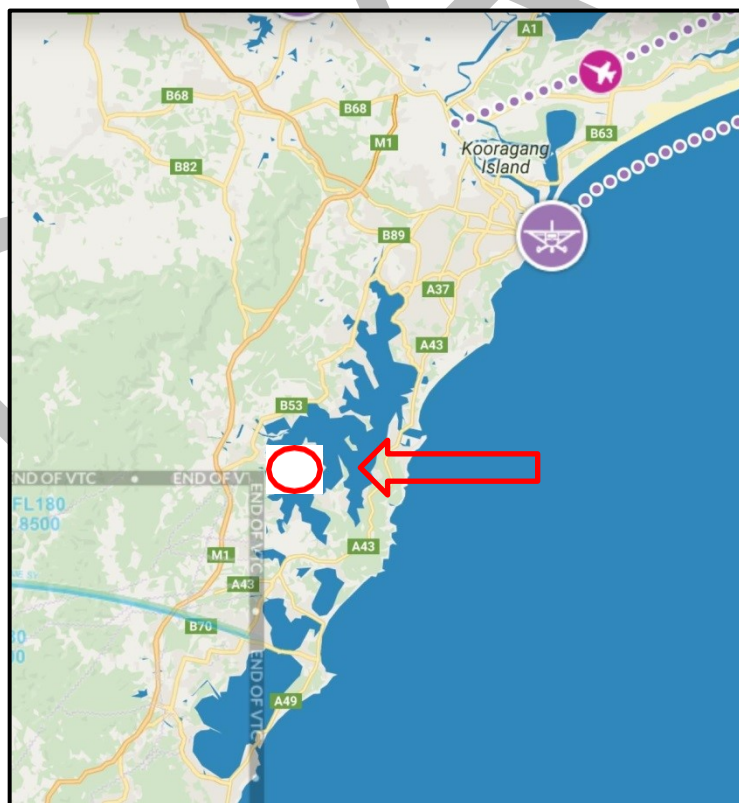 A1
B68
B68
M1
B63
Kooragang
Island
B82
B89
A37
A43
B53
END OF VTC
END OF V
FL180
8500
END OF VTC
M1
A43
A43
B70
END OF VTC
A49